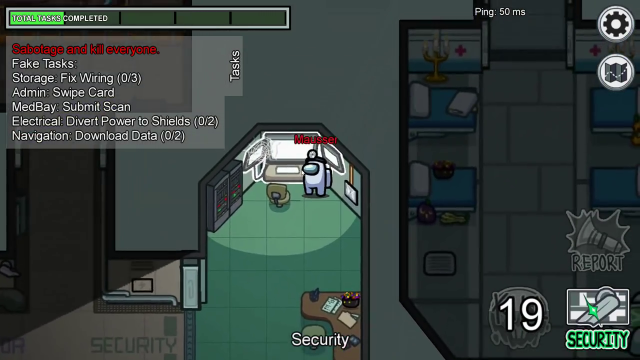 TOTAL TASKS COMPLETED
Ping: 50 ms
Sabotage and kill everyone.
Fake Tasks:
Storage: Fix Wiring (0/3)
Admin: Swipe Card
MedBay: Submit Scan
Electrical: Divert Power to Shields (0/2)
Navigation: Download Data (0/2)
Tasks
Mausser
REPORT
19
SECURITY
Security
SECURITY